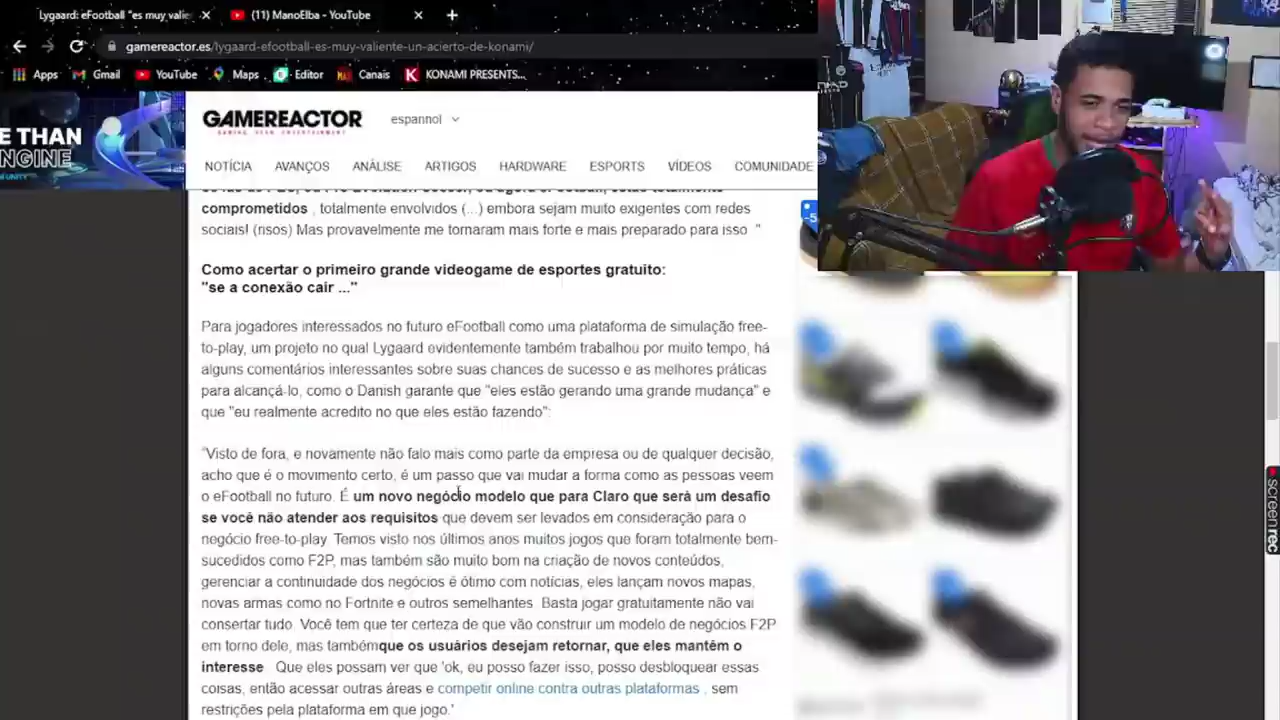 Lygaard: eFootball "es muy valie
(11) ManoElba - YouTube
gamereactor.es/lygaard-efootball-es-muy-valiente-un-acierto-de-konami/
Apps Gmail YouTube Maps Editor Canais KONAMI PRESENTS...
E THAN
NGINE
GAMEREACTOR
espannol
NOTÍCIA AVANÇOS ANÁLISE ARTIGOS HARDWARE ESPORTS VÍDEOS COMUNIDADE
comprometidos , totalmente envolvidos (...) embora sejam muito exigentes com redes
sociais! (risos) Mas provavelmente me tornaram mais forte e mais preparado para isso "
Como acertar o primeiro grande videogame de esportes gratuito:
"se a conexão cair ..."
Para jogadores interessados no futuro eFootball como uma plataforma de simulação free-
to-play, um projeto no qual Lygaard evidentemente também trabalhou por muito tempo, há
alguns comentários interessantes sobre suas chances de sucesso e as melhores práticas
para alcançá-lo, como o Danish garante que "eles estão gerando uma grande mudança" e
que "eu realmente acredito no que eles estão fazendo":
"Visto de fora, e novamente não falo mais como parte da empresa ou de qualquer decisão,
acho que é o movimento certo, é um passo que vai mudar a forma como as pessoas veem
o eFootball no futuro. É um novo negócio modelo que para Claro que será um desafio
se você não atender aos requisitos que devem ser levados em consideração para o
negócio free-to-play. Temos visto nos últimos anos muitos jogos que foram totalmente bem-
sucedidos como F2P, mas também são muito bom na criação de novos conteúdos,
gerenciar a continuidade dos negócios é ótimo com notícias, eles lançam novos mapas,
novas armas como no Fortnite e outros semelhantes. Basta jogar gratuitamente não vai
consertar tudo. Você tem que ter certeza de que vão construir um modelo de negócios F2P
em torno dele, mas tambémque os usuários desejam retornar, que eles mantêm o
interesse . Que eles possam ver que 'ok, eu posso fazer isso, posso desbloquear essas
coisas, então acessar outras áreas e competir online contra outras plataformas , sem
restrições pela plataforma em que jogo.'
screenrec